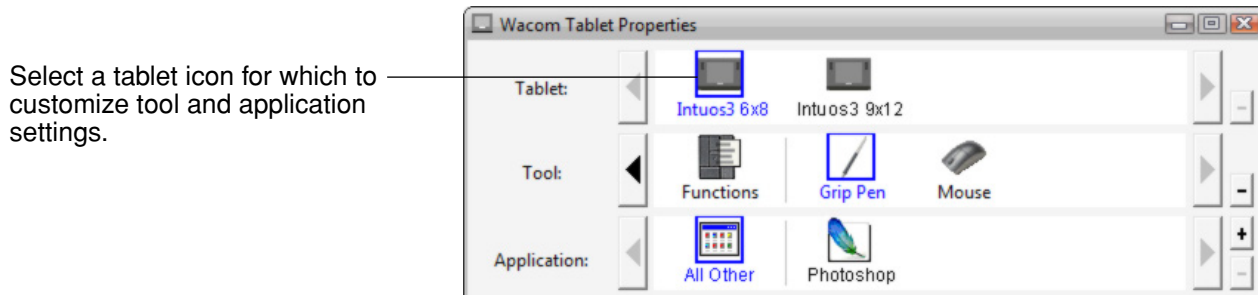 Wacom Tablet Properties
Select a tablet icon for which to
customize tool and application
settings.
Tablet:
Intuos3 6x8 Intuos3 9x12
Tool:
Functions Grip Pen Mouse
Application:
All Other Photoshop